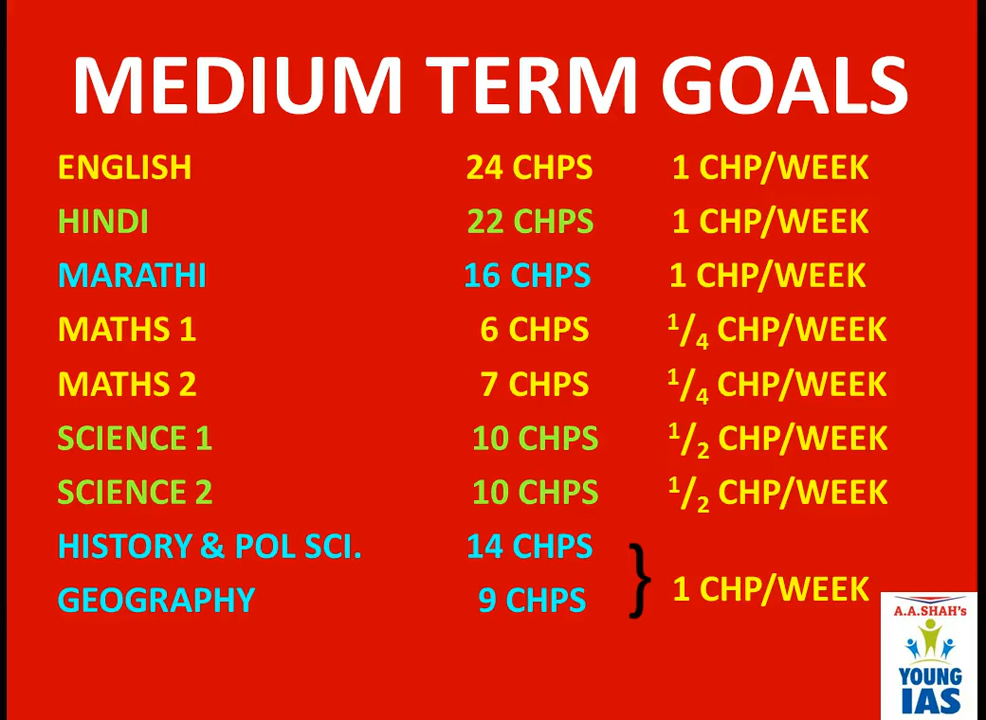 MEDIUM TERM GOALS
ENGLISH 24 CHPS 1 CHP/WEEK
HINDI 22 CHPS 1 CHP/WEEK
MARATHI 16 CHPS 1 CHP/WEEK
MATHS 1 6 CHPS 1/4 CHP/WEEK
MATHS 2 7 CHPS 1/4 CHP/WEEK
SCIENCE 1 10 CHPS 1/2 CHP/WEEK
SCIENCE 2 10 CHPS 1/2 CHP/WEEK
HISTORY & POL SCI. 14 CHPS
GEOGRAPHY 9 CHPS } 1 CHP/WEEK
A.A.SHAH's
YOUNG
IAS